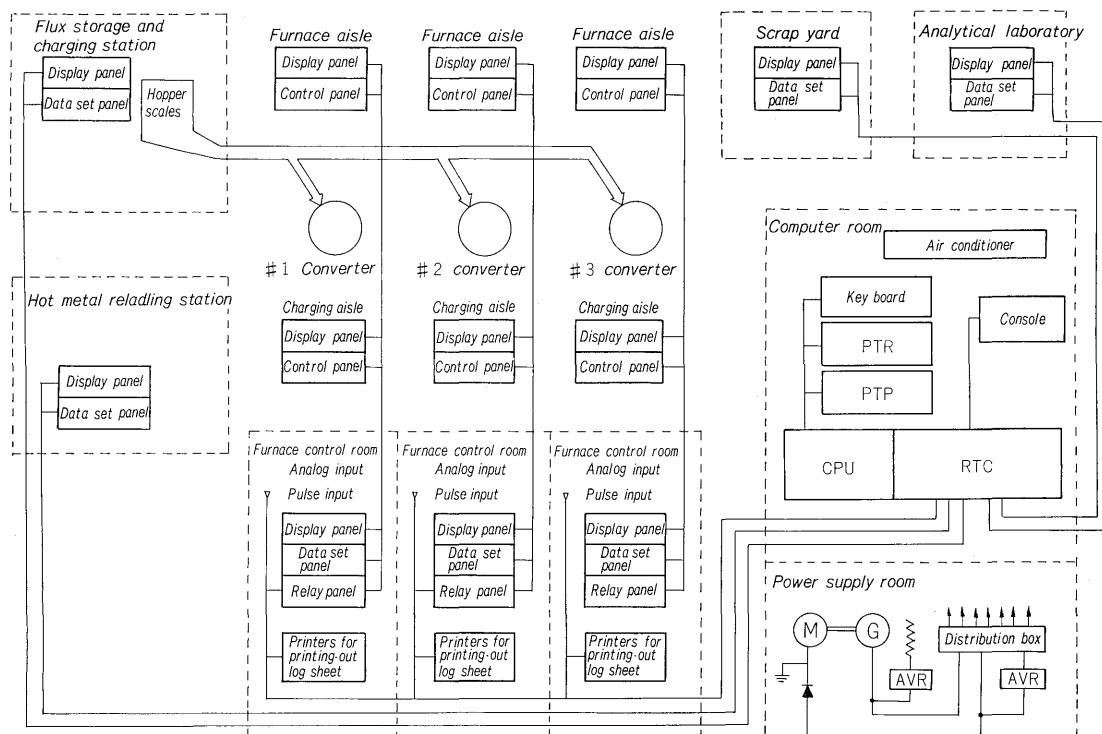 Flux storage and
charging station
Display panel
Data set panel
Hopper
scales
Furnace aisle
Display panel
Control panel
Furnace aisle
Display panel
Control panel
Furnace aisle
Display panel
Control panel
Scrap yard
Display panel
Data set
panel
Analytical laboratory
Display panel
Data set
panel
#1 Converter
#2 converter
#3 converter
Hot metal reladling station
Display panel
Data set panel
Charging aisle
Display panel
Control panel
Charging aisle
Display panel
Control panel
Charging aisle
Display panel
Control panel
Computer room
Air conditioner
Key board
PTR
PTP
Console
CPU
RTC
Furnace control room
Analog input
Pulse input
Display panel
Data set
panel
Relay panel
Printers for
printing-out
log sheet
Furnace control room
Analog input
Pulse input
Display panel
Data set
panel
Relay panel
Printers for
printing-out
log sheet
Furnace control room
Analog input
Pulse input
Display panel
Data set
panel
Relay panel
Printers for
printing-out
log sheet
Power supply room
M
G
Distribution box
AVR
AVR